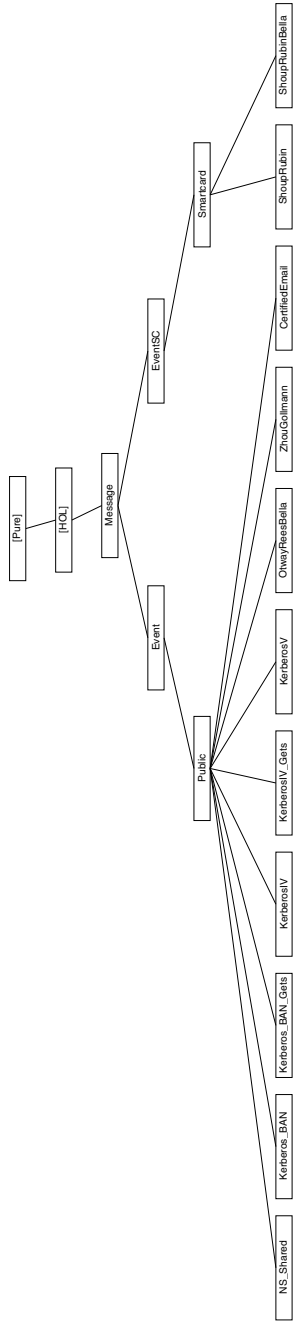 [Pure]
[HOL]
Message
Event
EventSC
Public
Smartcard
NS_Shared
Kerberos_BAN
Kerberos_BAN_Gets
KerberosIV
KerberosIV_Gets
KerberosV
OtwayReesBella
ZhouGollmann
CertifiedEmail
ShoupRubin
ShoupRubinBella